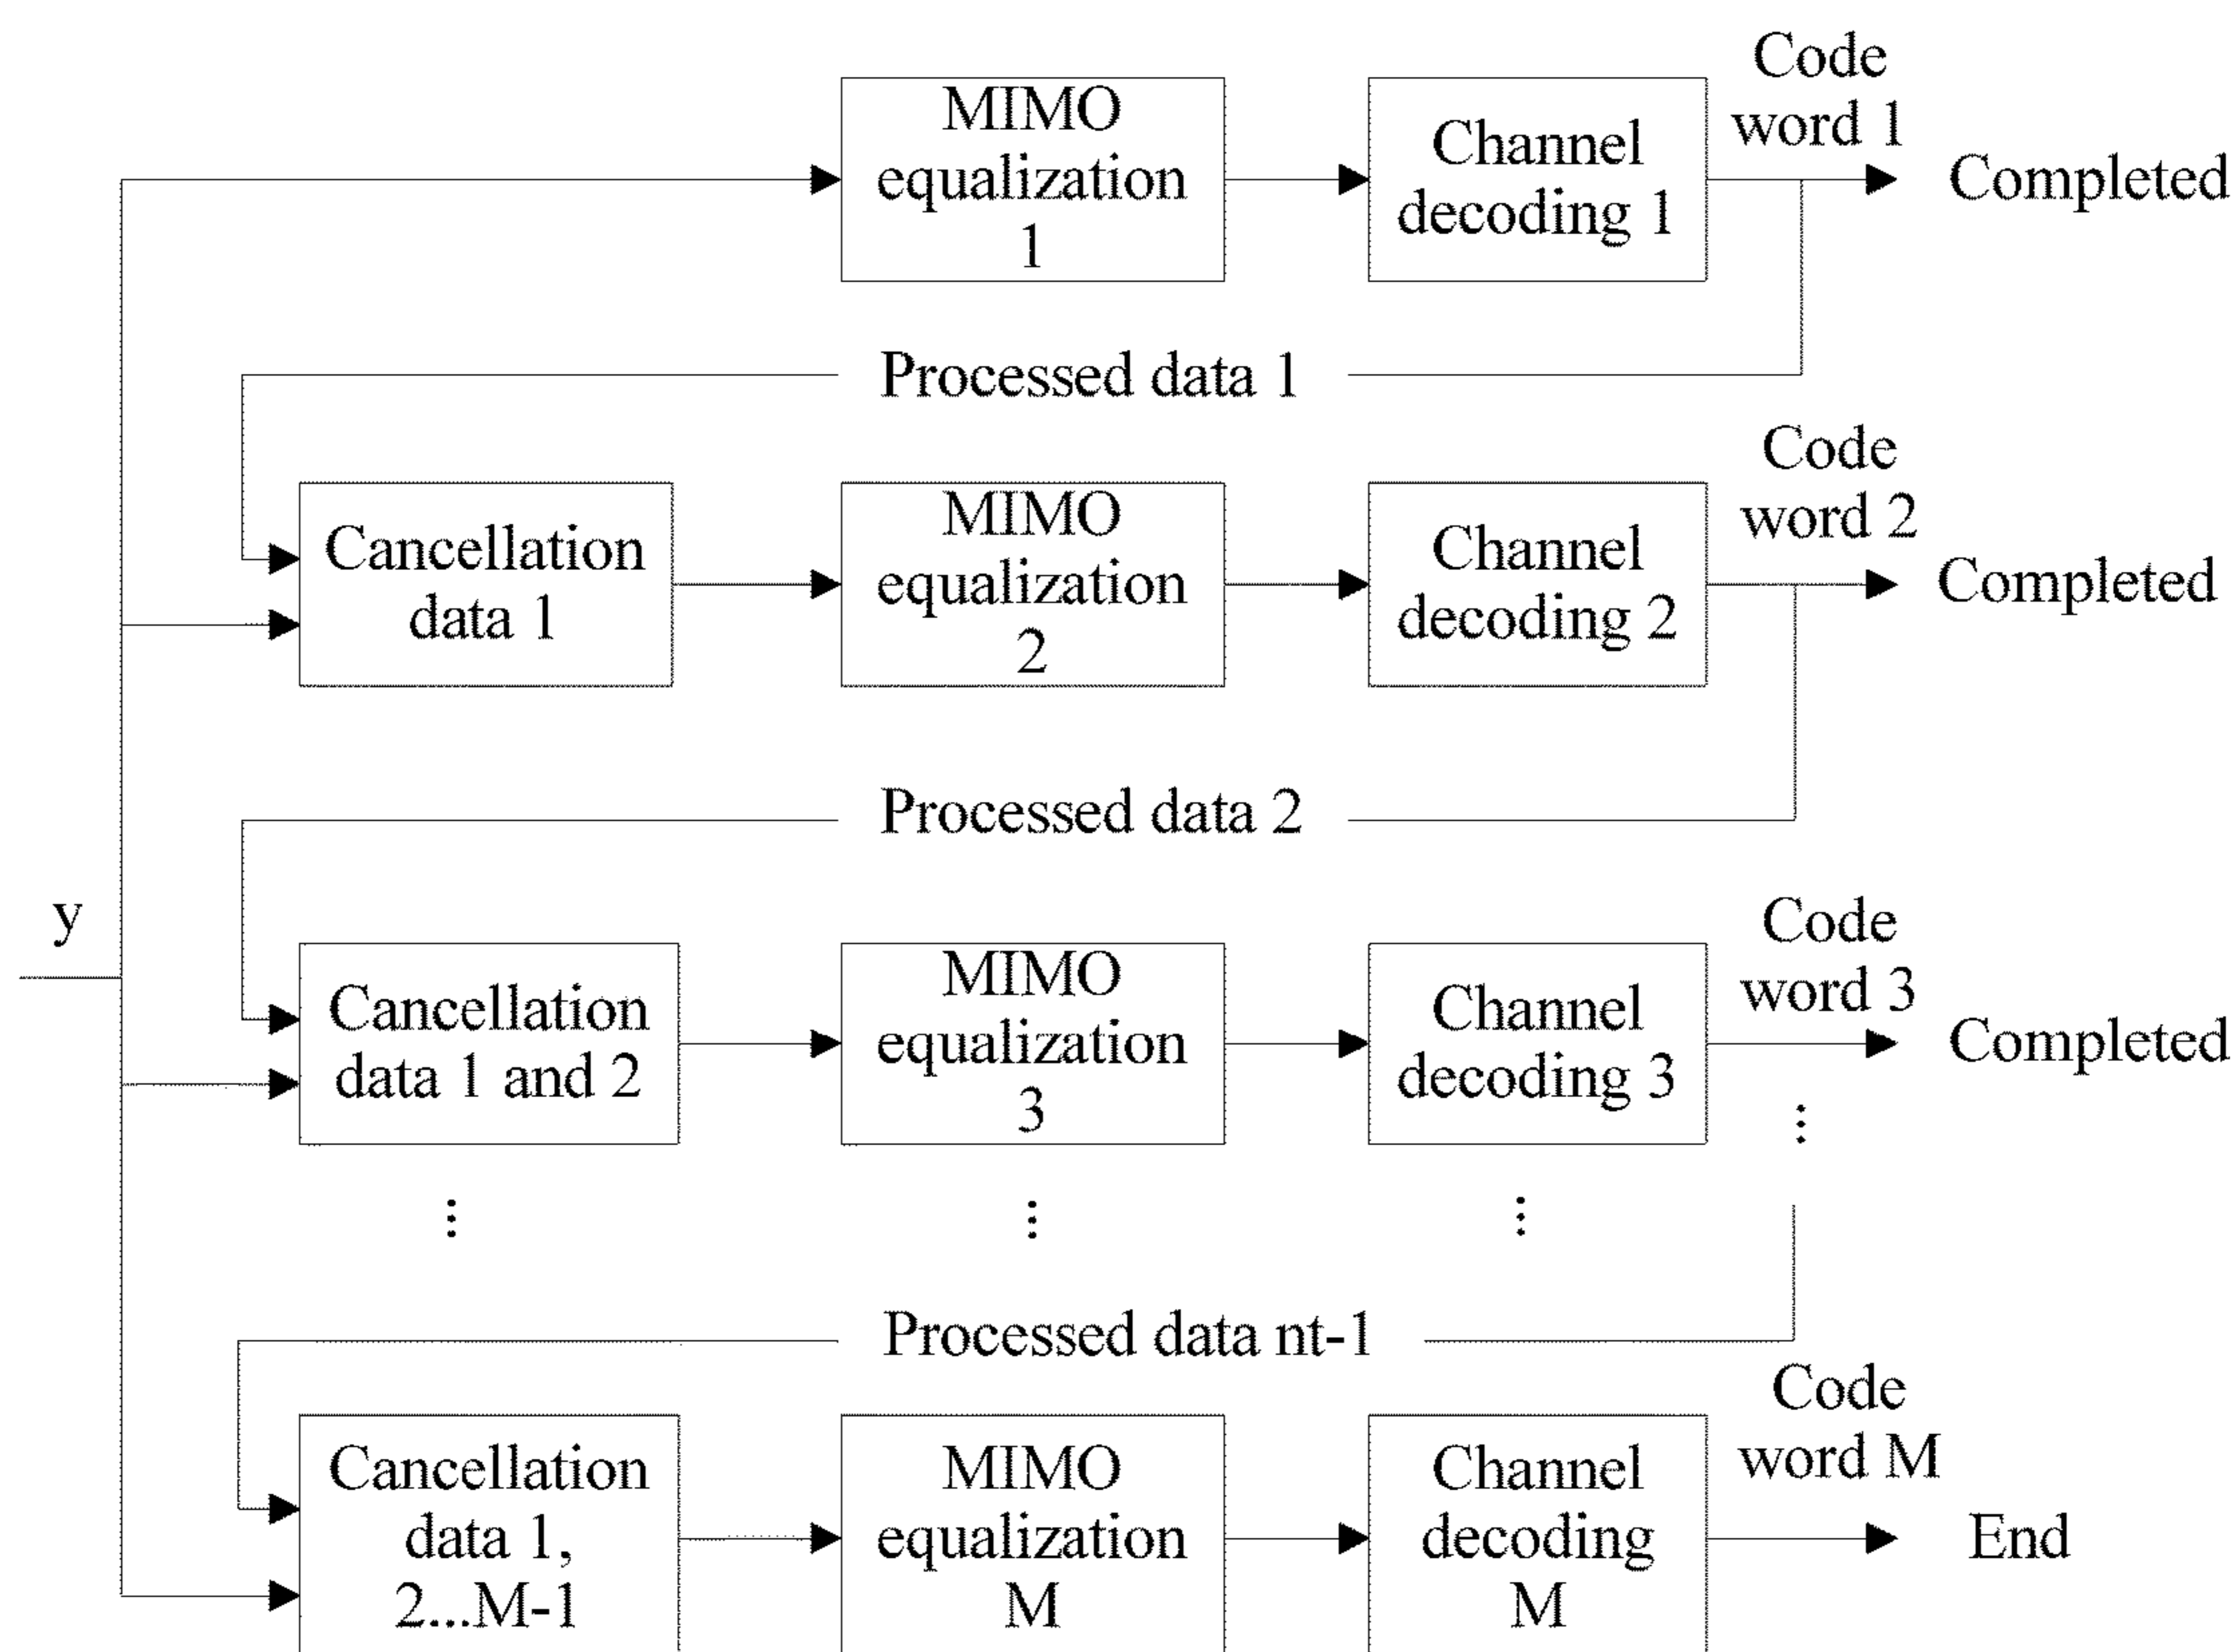 Code
word 1
MIMO
equalization
1
Channel
decoding 1
Completed
Processed data 1
Code
word 2
Cancellation
data 1
MIMO
equalization
2
Channel
decoding 2
Completed
Processed data 2
y
Code
word 3
Cancellation
data 1 and 2
MIMO
equalization
3
Channel
decoding 3
Completed
...
...
...
...
Processed data nt-1
Code
word M
Cancellation
data 1,
2...M-1
MIMO
equalization
M
Channel
decoding
M
End